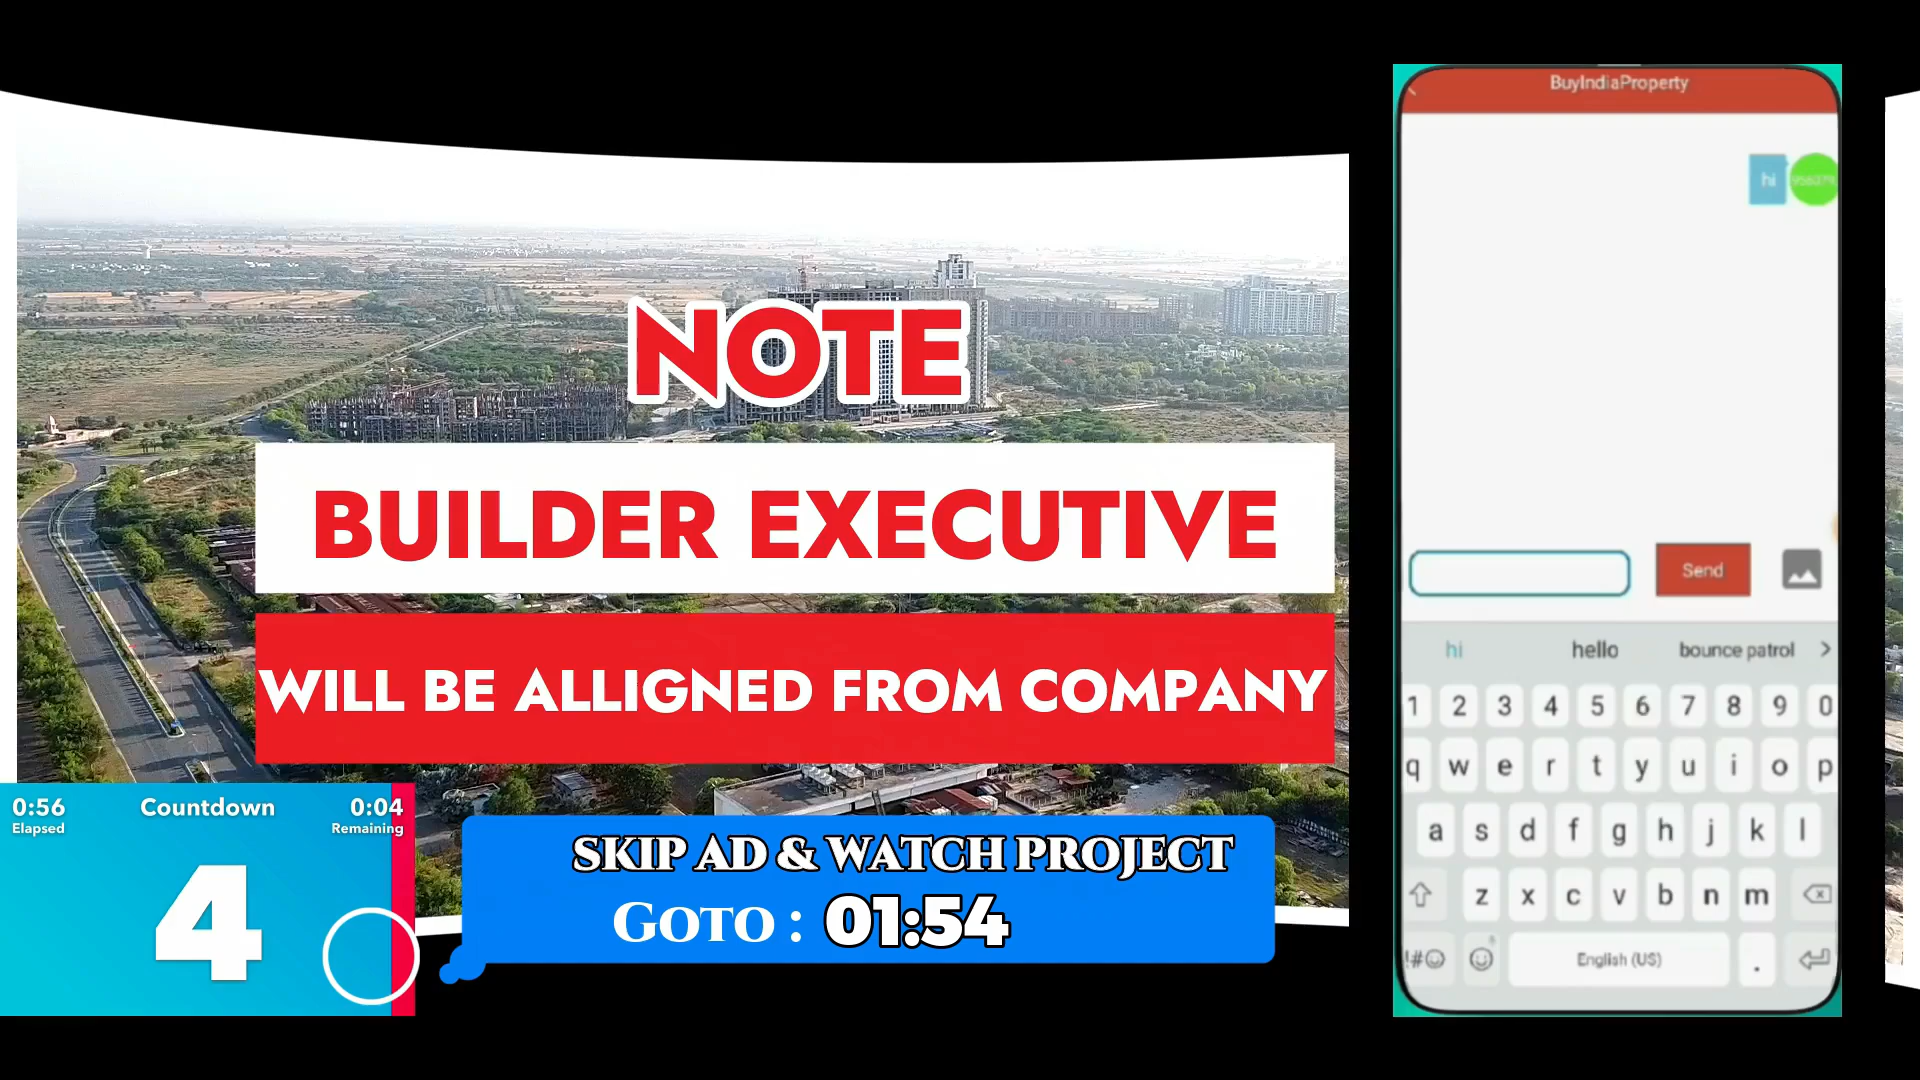 NOTE
BUILDER EXECUTIVE
WILL BE ALLIGNED FROM COMPANY
0:56
Elapsed
Countdown
0:04
Remaining
4
SKIP AD & WATCH PROJECT
GOTO : 01:54
BuyIndiaProperty
hi
Send
hi hello bounce patrol >
1 2 3 4 5 6 7 8 9 0
q w e r t y u i o p
a s d f g h j k l
z x c v b n m
!#☺ English (US) .